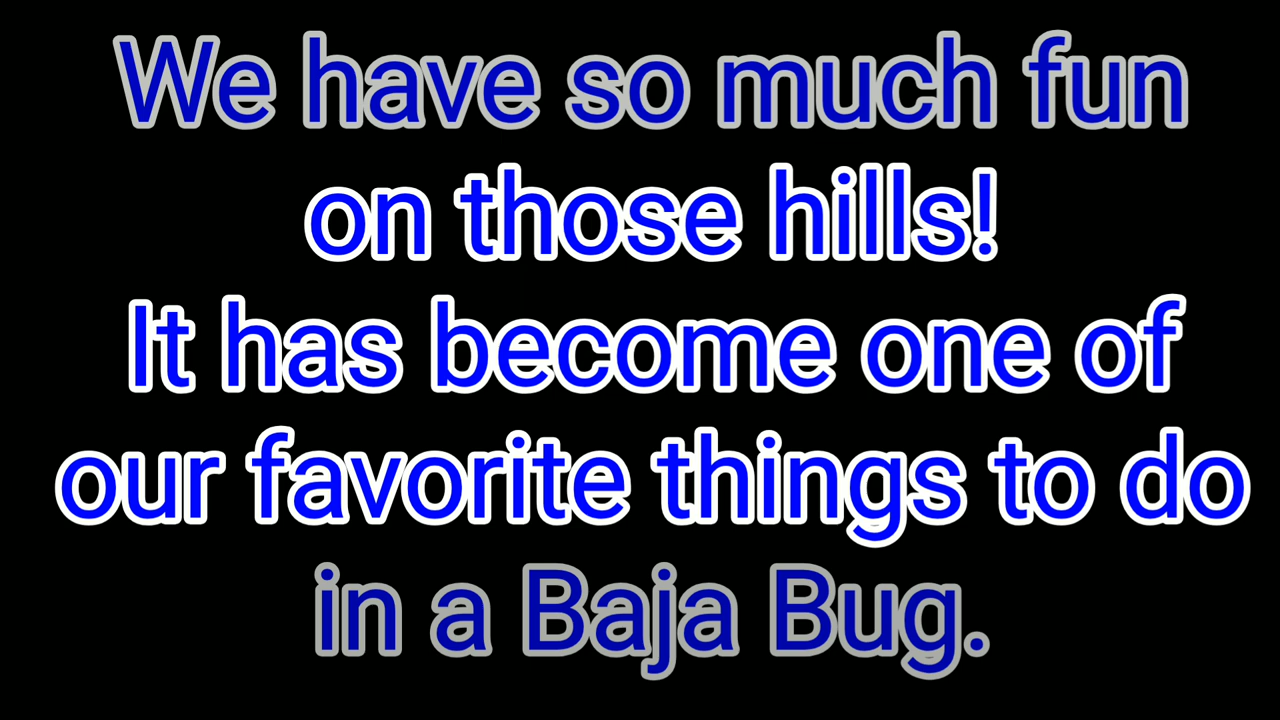 We have so much fun
on those hills!
It has become one of
our favorite things to do
in a Baja Bug.